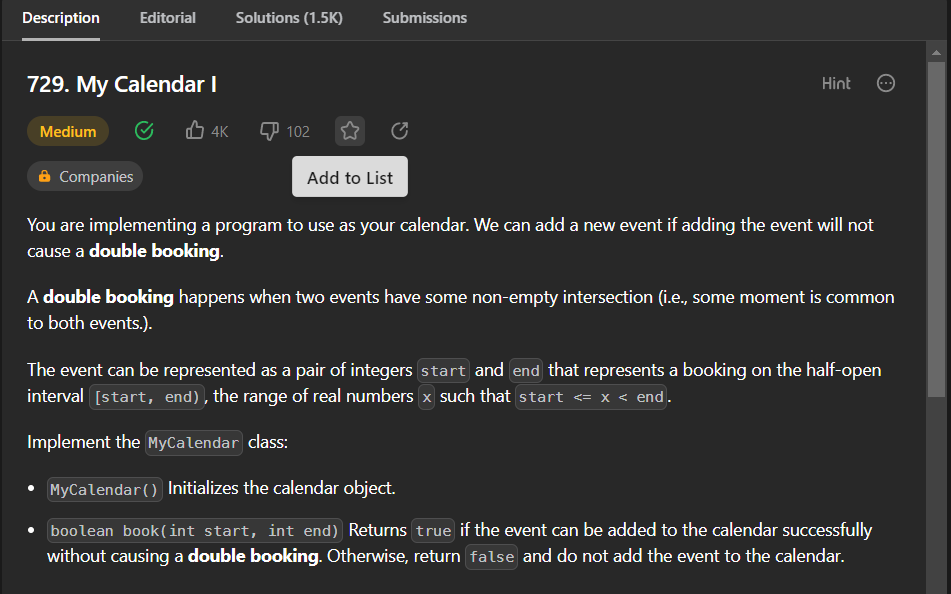 Description Editorial Solutions (1.5K) Submissions
729. My Calendar I Hint
Medium 4K 102
Companies Add to List
You are implementing a program to use as your calendar. We can add a new event if adding the event will not
cause a double booking.
A double booking happens when two events have some non-empty intersection (i.e., some moment is common
to both events.).
The event can be represented as a pair of integers start and end that represents a booking on the half-open
interval [start, end), the range of real numbers x such that start <= x < end.
Implement the MyCalendar class:
• MyCalendar() Initializes the calendar object.
• boolean book(int start, int end) Returns true if the event can be added to the calendar successfully
without causing a double booking. Otherwise, return false and do not add the event to the calendar.